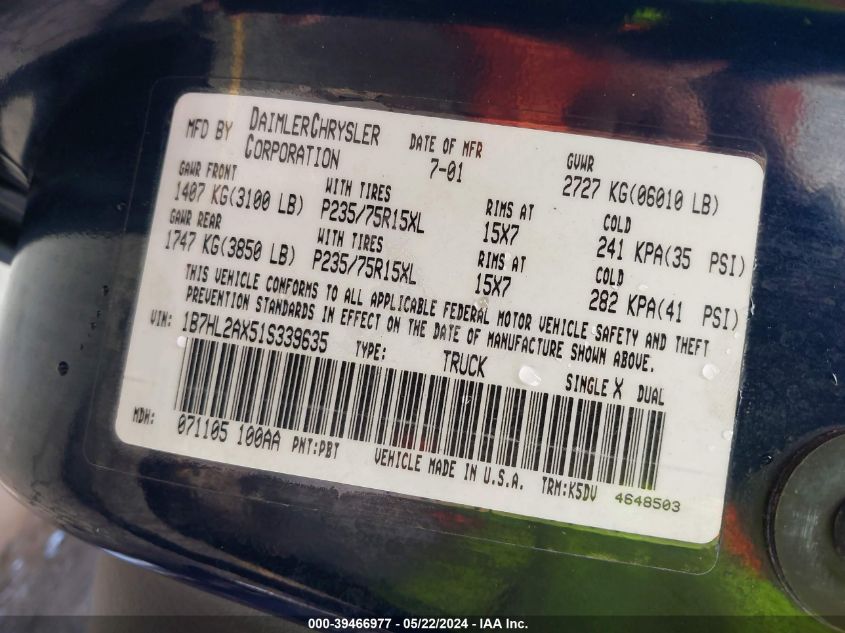 MFD BY DAIMLERCHRYSLER CORPORATION DATE OF MFR 7-01 GVWR 2727 KG(06010 LB)
GAWR FRONT WITH TIRES RIMS AT COLD
1407 KG(3100 LB) P235/75R15XL 15X7 241 KPA(35 PSI)
GAWR REAR WITH TIRES RIMS AT COLD
1747 KG(3850 LB) P235/75R15XL 15X7 282 KPA(41 PSI)
THIS VEHICLE CONFORMS TO ALL APPLICABLE FEDERAL MOTOR VEHICLE SAFETY AND THEFT
PREVENTION STANDARDS IN EFFECT ON THE DATE OF MANUFACTURE SHOWN ABOVE.
VIN: 1B7HL2AX51S339635 TYPE: TRUCK SINGLE X DUAL
MDH: 071105 100AA PNT:PBT VEHICLE MADE IN U.S.A. TRM:K5DV 4648503
000-39466977 - 05/22/2024 - IAA Inc.